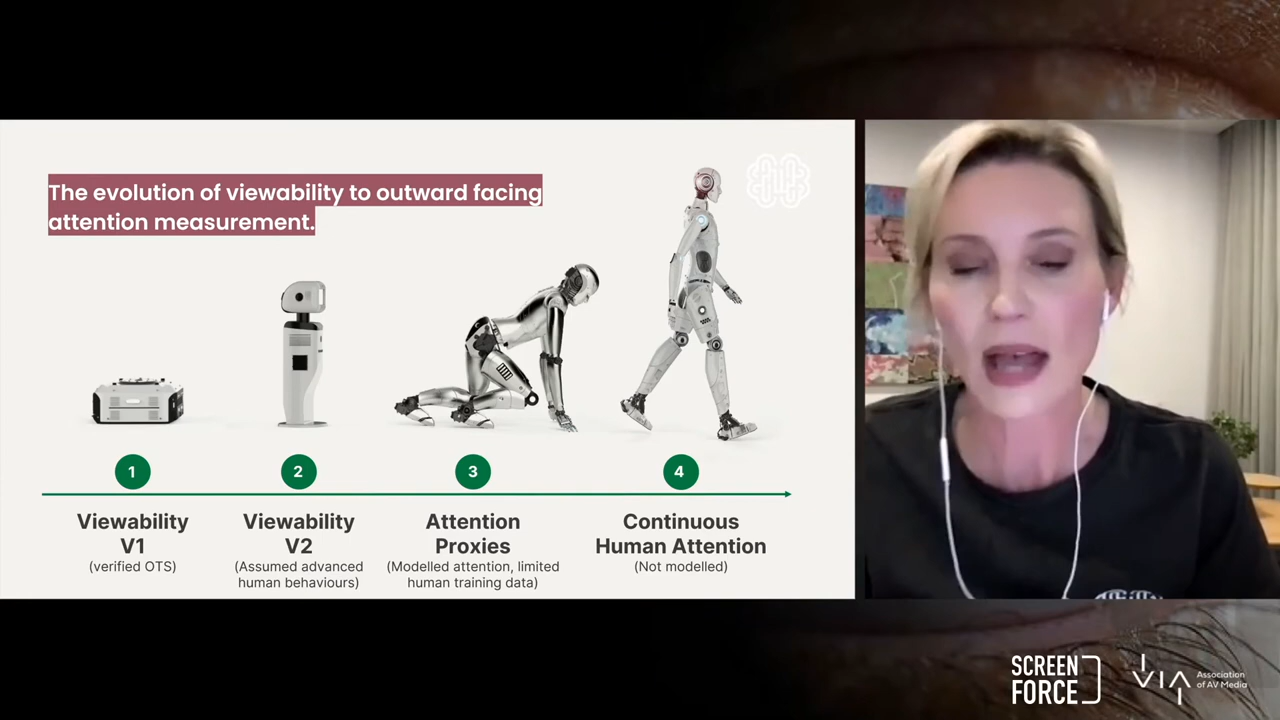 The evolution of viewability to outward facing
attention measurement.
1
2
3
4
Viewability
V1
(verified OTS)
Viewability
V2
(Assumed advanced
human behaviours)
Attention
Proxies
(Modelled attention, limited
human training data)
Continuous
Human Attention
(Not modelled)
SCREEN
FORCE
VIA
Association
of AV Media